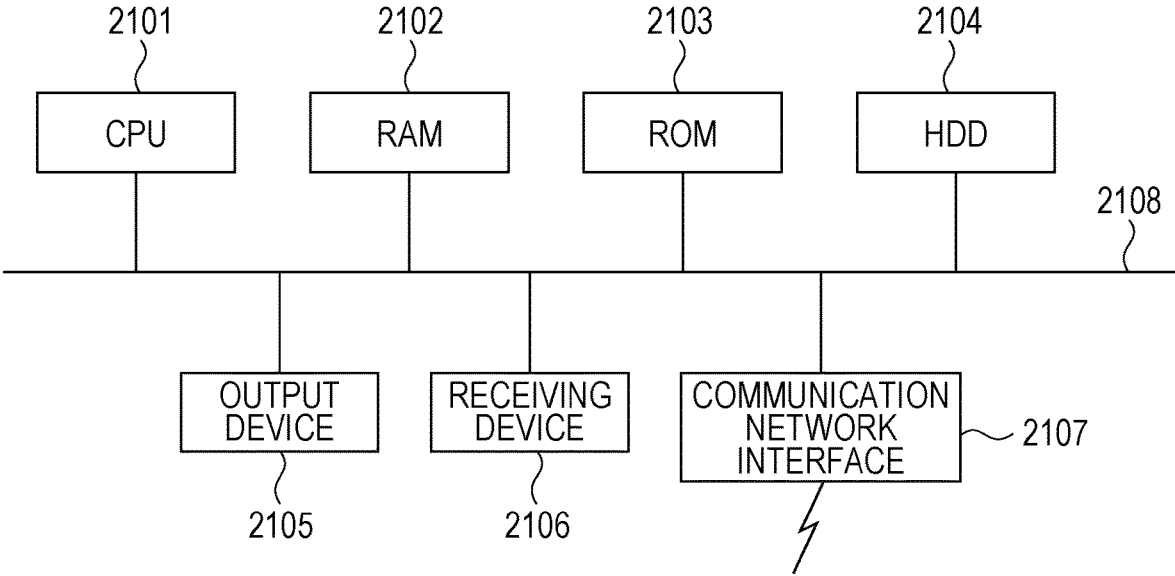 2101
2102
2103
2104
CPU
RAM
ROM
HDD
2108
OUTPUT
DEVICE
RECEIVING
DEVICE
COMMUNICATION
NETWORK
INTERFACE
2107
2105
2106